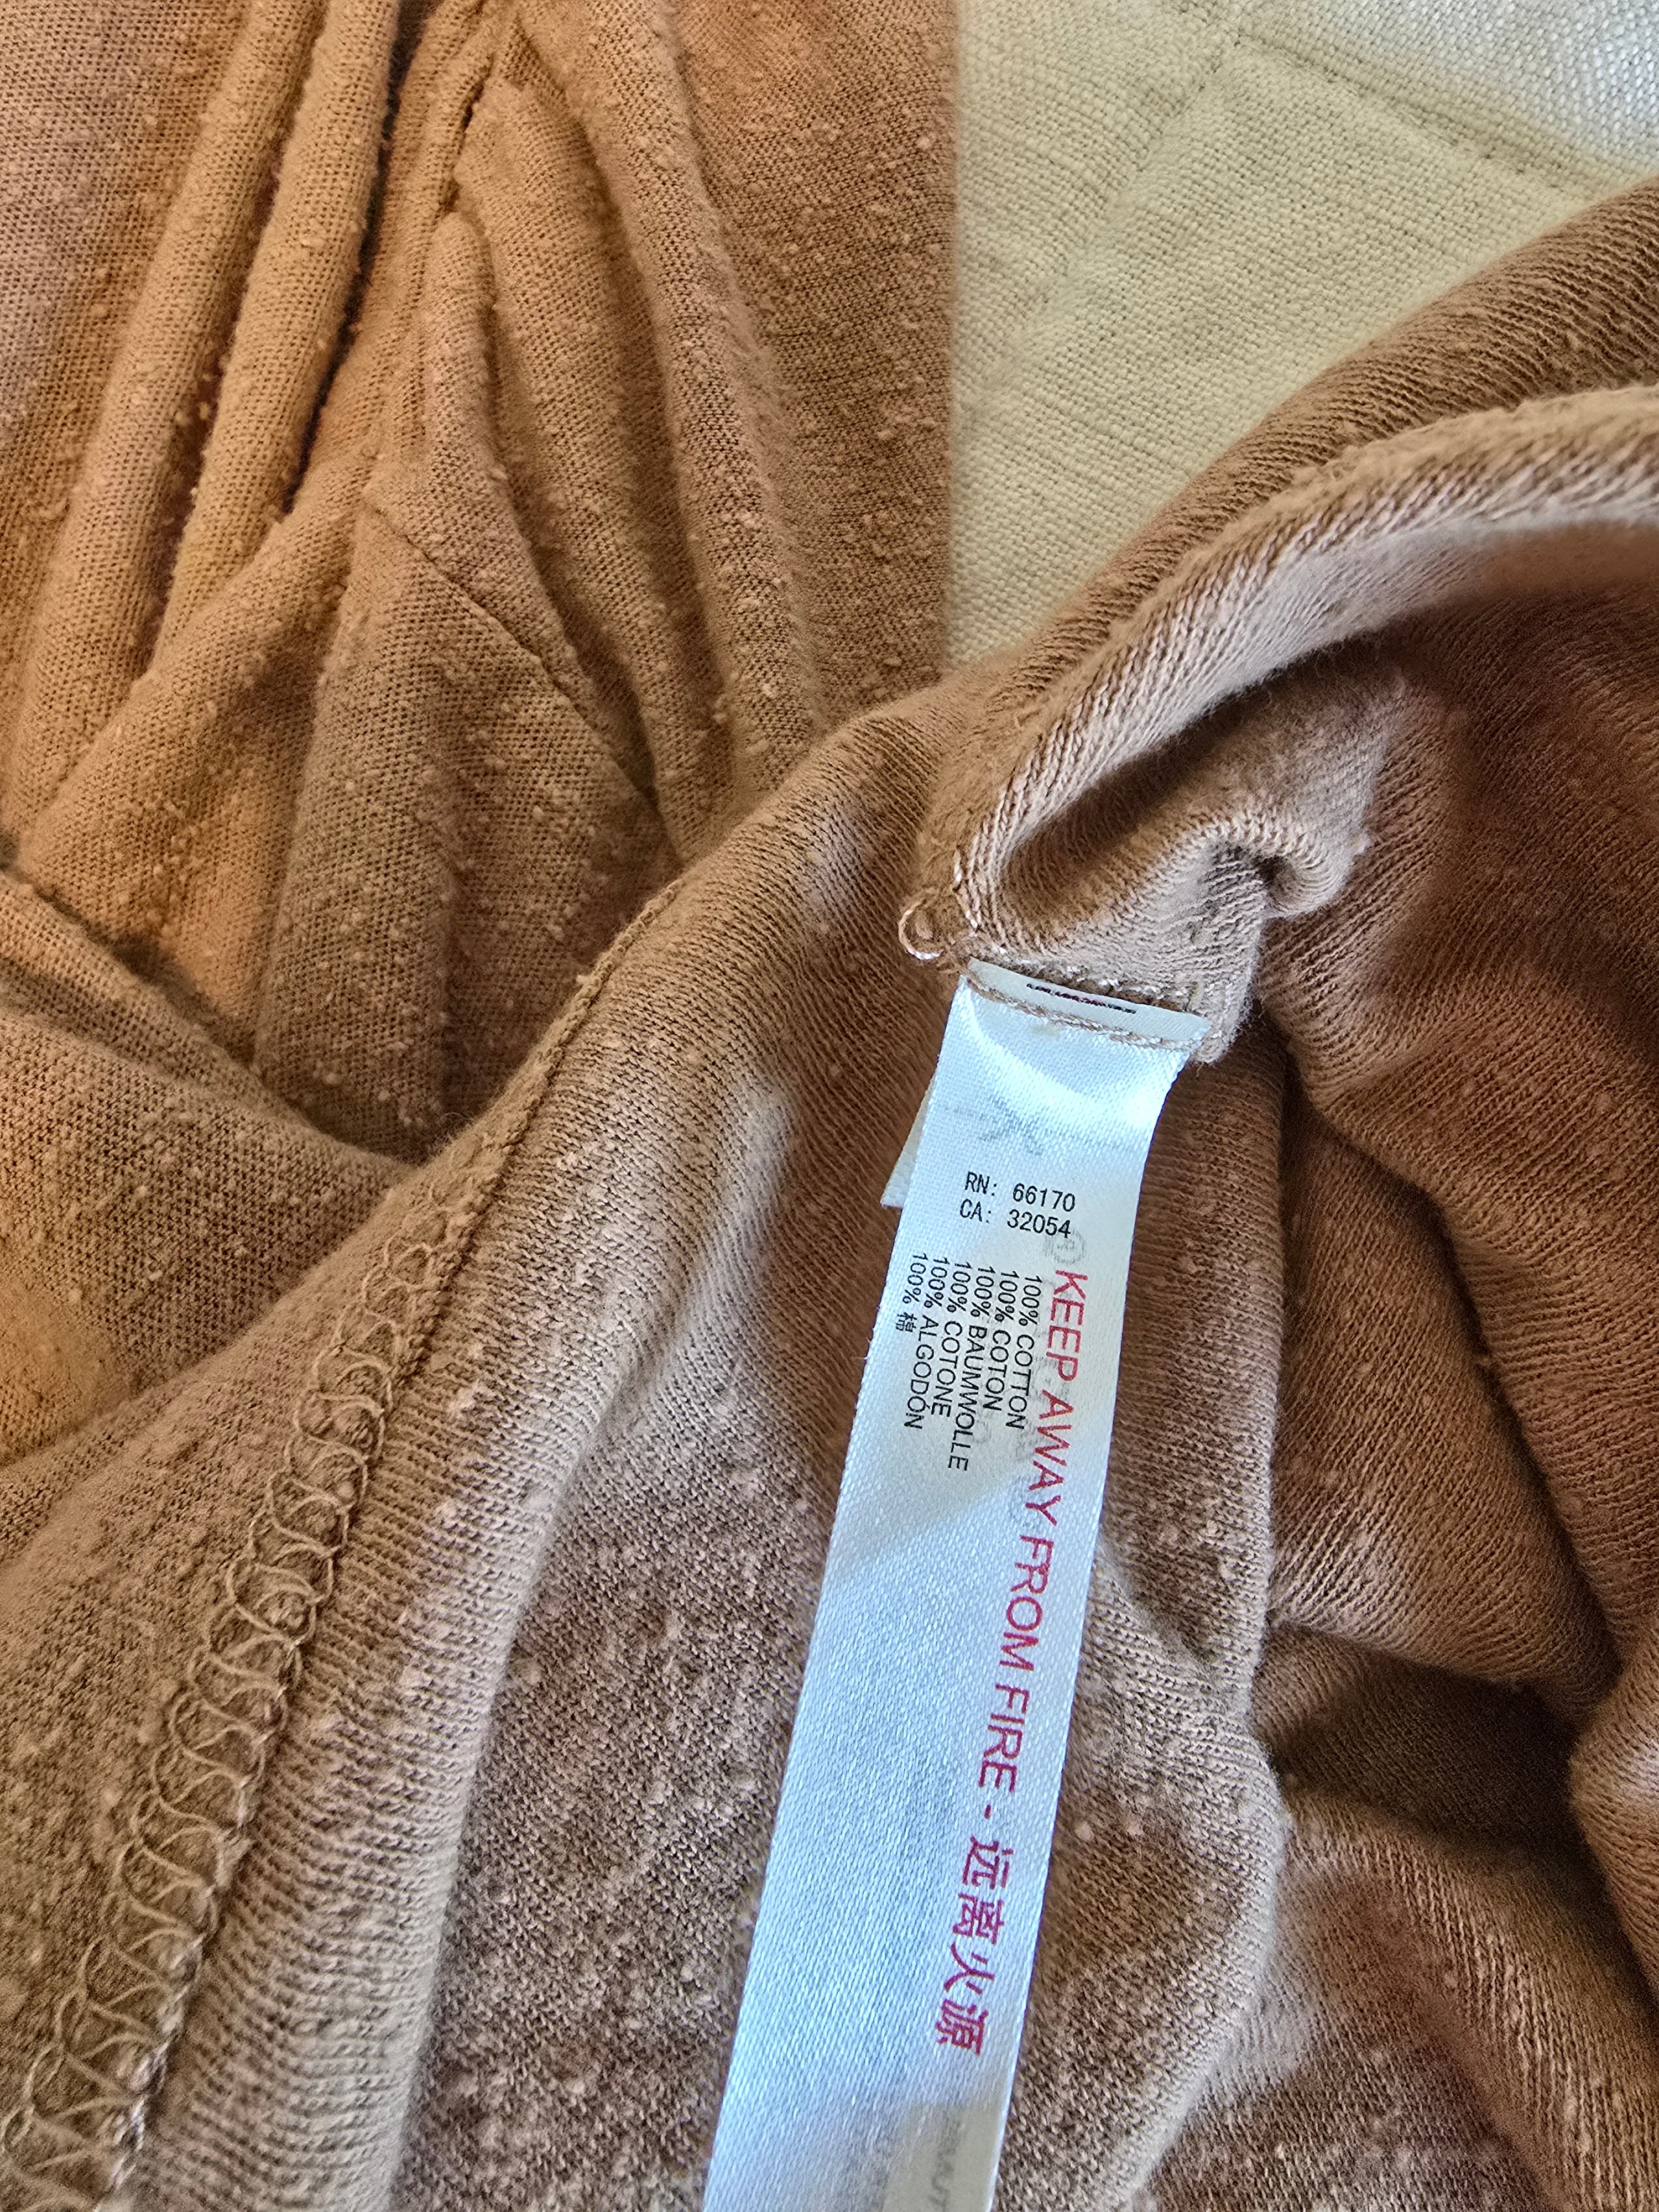 RN: 66170
CA: 32054
KEEP AWAY FROM FIRE - 远离火源
100% COTTON
100% COTON
100% BAUMWOLLE
100% COTONE
100% ALGODÓN
100% 棉